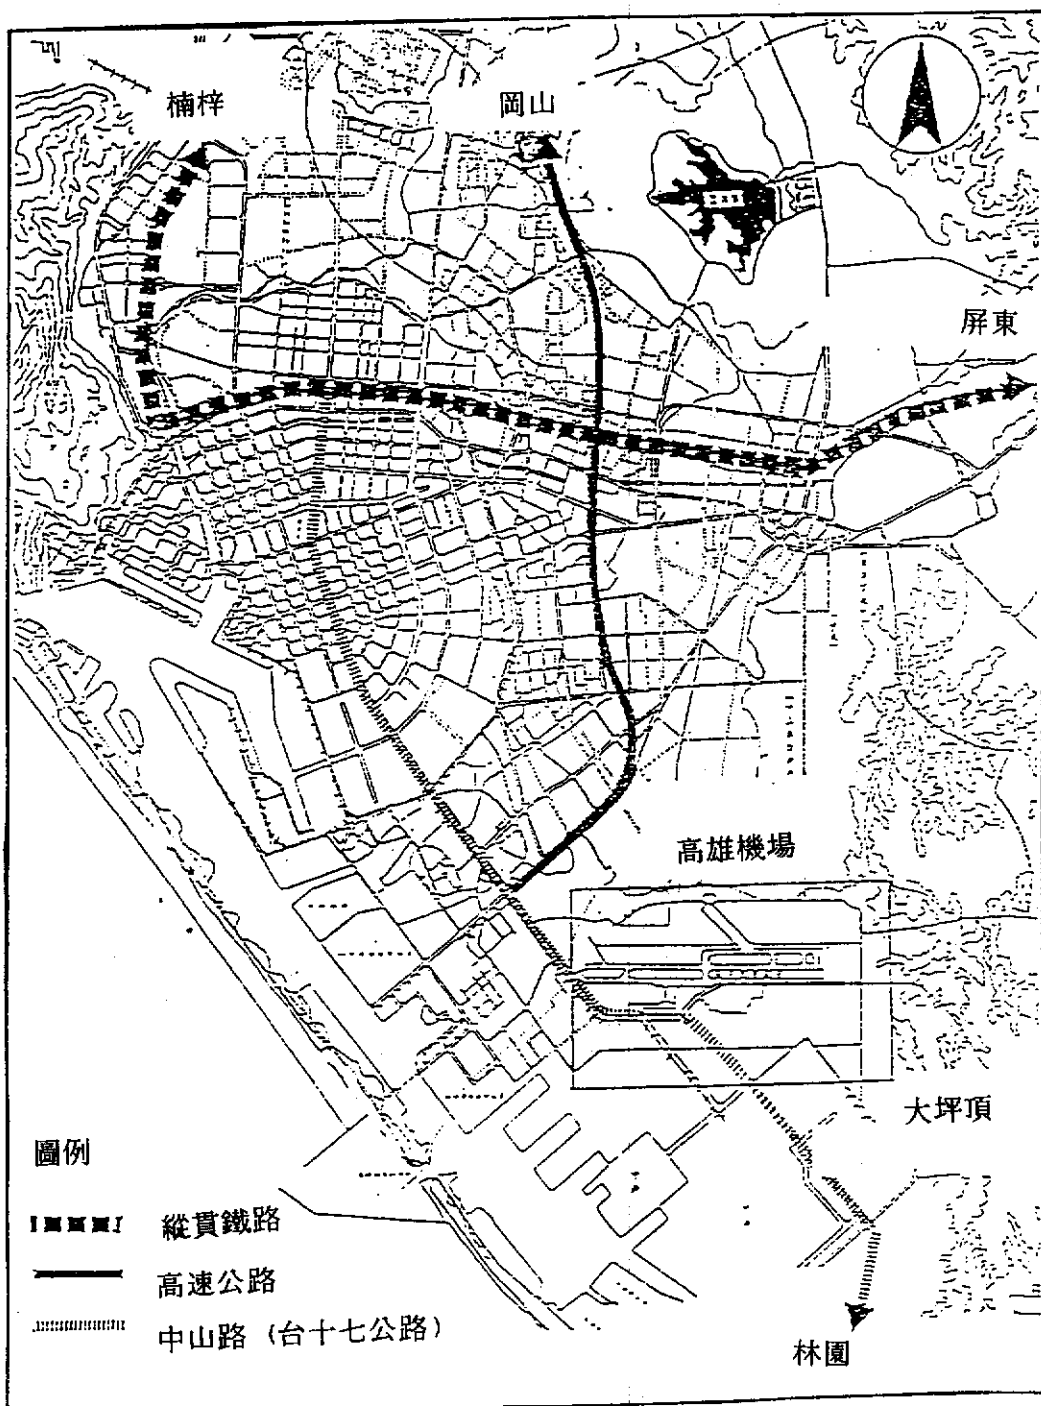 楠梓
岡山
屏東
高雄機場
大坪頂
圖例
縱貫鐵路
高速公路
中山路 (台十七公路)
林園